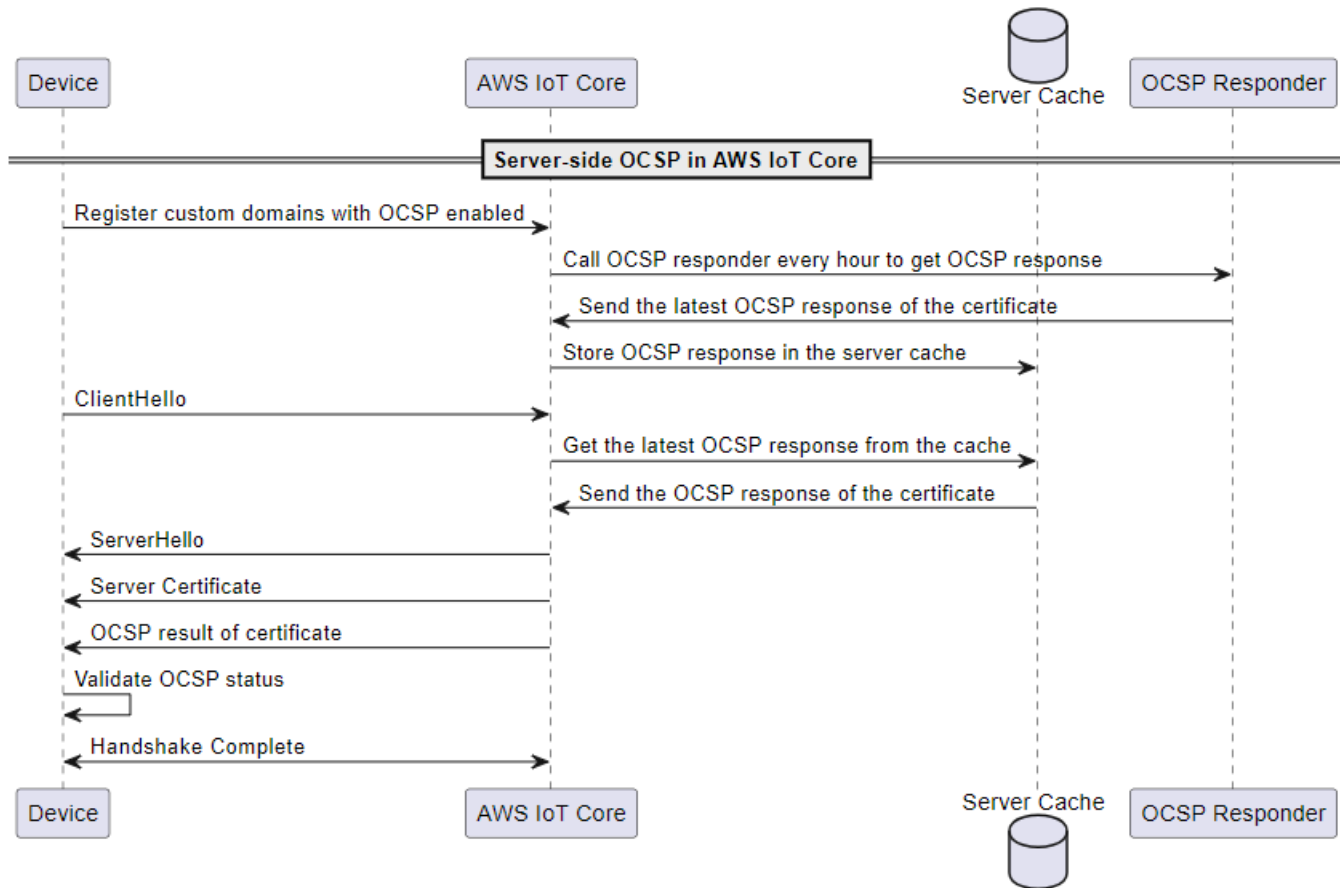 Device
AWS IoT Core
Server Cache
OCSP Responder
Server-side OCSP in AWS IoT Core
Register custom domains with OCSP enabled
Call OCSP responder every hour to get OCSP response
Send the latest OCSP response of the certificate
Store OCSP response in the server cache
ClientHello
Get the latest OCSP response from the cache
Send the OCSP response of the certificate
ServerHello
Server Certificate
OCSP result of certificate
Validate OCSP status
Handshake Complete
Device
AWS IoT Core
Server Cache
OCSP Responder